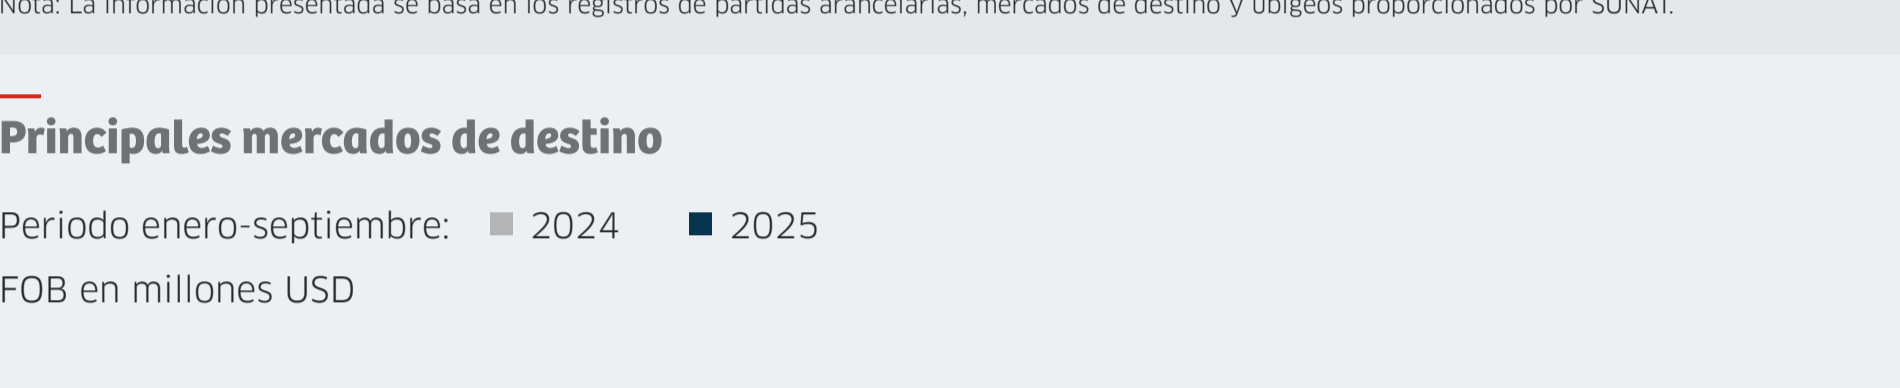 Nota: La información presentada se basa en los registros de partidas arancelarias, mercados de destino y ubigeos proporcionados por SUNAT.
Principales mercados de destino
Periodo enero-septiembre: 2024 2025
FOB en millones USD